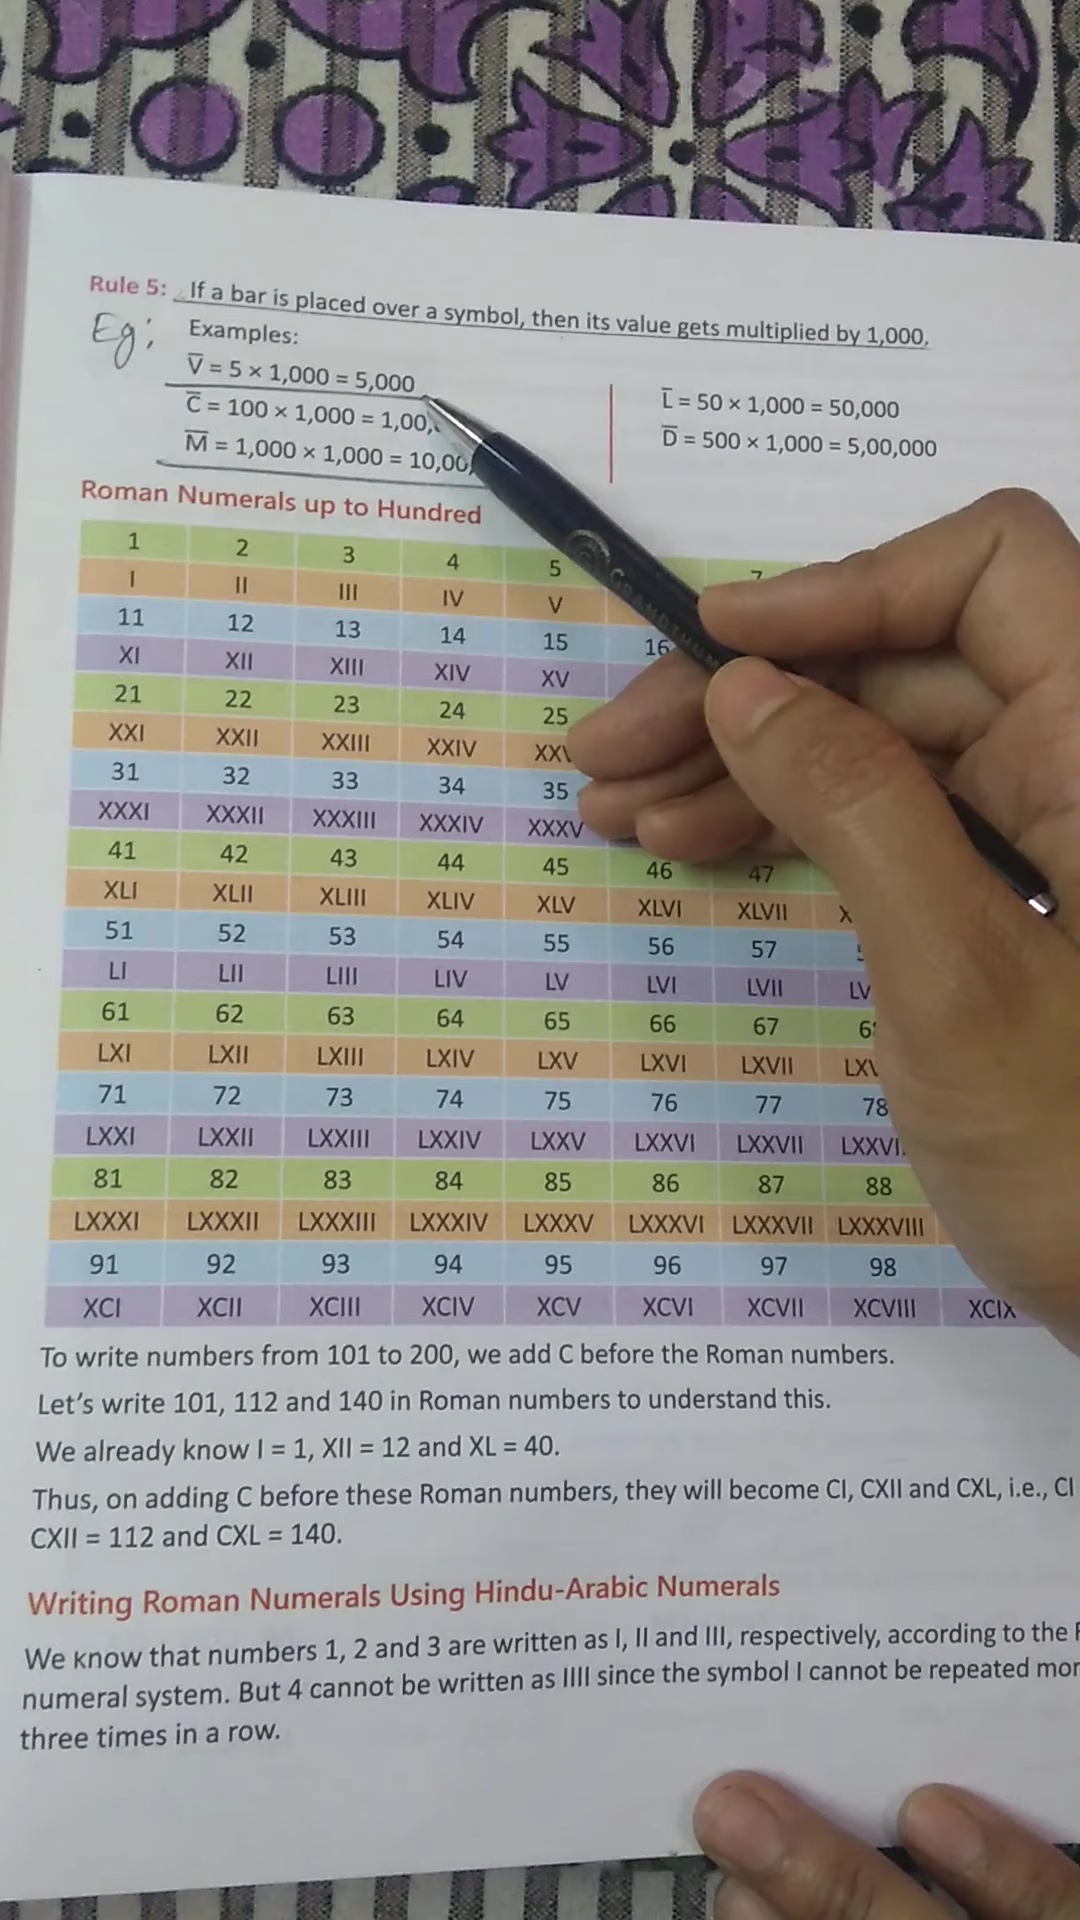 Rule 5: If a bar is placed over a symbol, then its value gets multiplied by 1,000.
Eg:
Examples:
V̅ = 5 × 1,000 = 5,000
L̅ = 50 × 1,000 = 50,000
C̅ = 100 × 1,000 = 1,00,
D̅ = 500 × 1,000 = 5,00,000
M̅ = 1,000 × 1,000 = 10,00,
Roman Numerals up to Hundred
1 2 3 4 5 7
I II III IV V
11 12 13 14 15 16
XI XII XIII XIV XV
21 22 23 24 25
XXI XXII XXIII XXIV
31 32 33 34 35
XXXI XXXII XXXIII XXXIV XXXV
41 42 43 44 45 46 47
XLI XLII XLIII XLIV XLV XLVI XLVII
51 52 53 54 55 56 57
LI LII LIII LIV LV LVI LVII
61 62 63 64 65 66 67
LXI LXII LXIII LXIV LXV LXVI LXVII
71 72 73 74 75 76 77 78
LXXI LXXII LXXIII LXXIV LXXV LXXVI LXXVII
81 82 83 84 85 86 87 88
LXXXI LXXXII LXXXIII LXXXIV LXXXV LXXXVI LXXXVII LXXXVIII
91 92 93 94 95 96 97 98
XCI XCII XCIII XCIV XCV XCVI XCVII XCVIII XCIX
To write numbers from 101 to 200, we add C before the Roman numbers.
Let's write 101, 112 and 140 in Roman numbers to understand this.
We already know I = 1, XII = 12 and XL = 40.
Thus, on adding C before these Roman numbers, they will become CI, CXII and CXL, i.e., CI
CXII = 112 and CXL = 140.
Writing Roman Numerals Using Hindu-Arabic Numerals
We know that numbers 1, 2 and 3 are written as I, II and III, respectively, according to the
numeral system. But 4 cannot be written as IIII since the symbol I cannot be repeated
three times in a row.